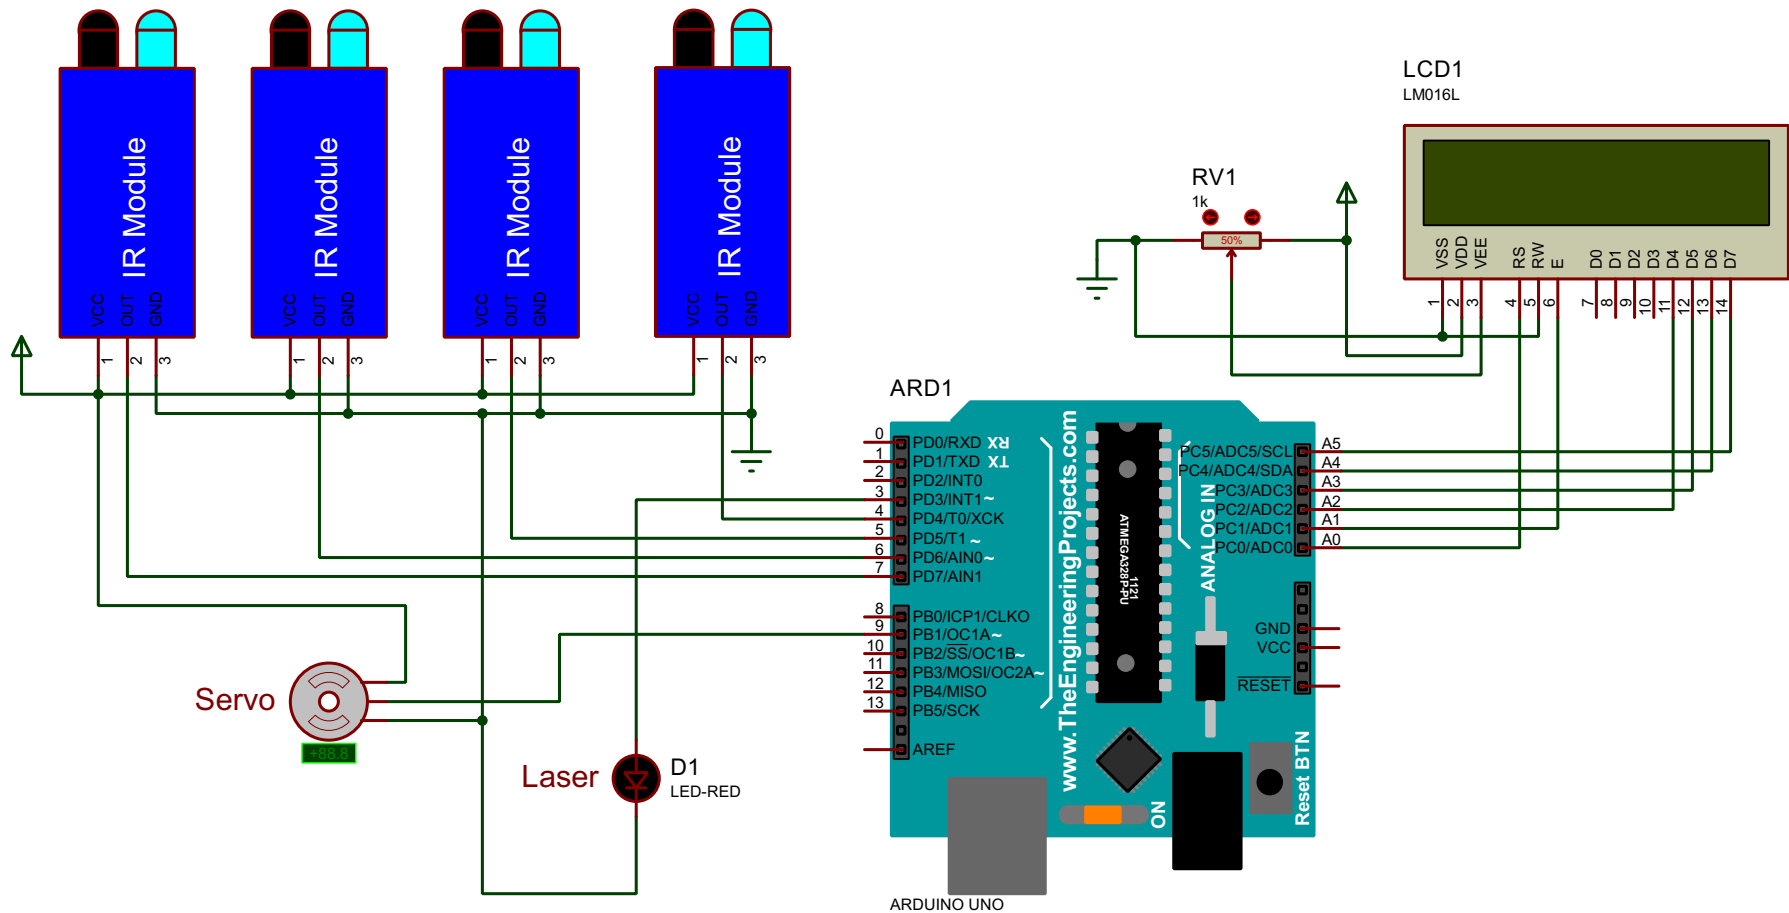 IR Module
VCC
OUT
GND
1
2
3
IR Module
VCC
OUT
GND
1
2
3
IR Module
VCC
OUT
GND
1
2
3
IR Module
VCC
OUT
GND
1
2
3
RV1
1k
50%
LCD1
LM016L
VSS
VDD
VEE
RS
RW
E
D0
D1
D2
D3
D4
D5
D6
D7
1
2
3
4
5
6
7
8
9
10
11
12
13
14
ARD1
0 PD0/RXD RX
1 PD1/TXD TX
2 PD2/INT0
3 PD3/INT1~
4 PD4/T0/XCK
5 PD5/T1~
6 PD6/AIN0~
7 PD7/AIN1
8 PB0/ICP1/CLKO
9 PB1/OC1A~
10 PB2/SS/OC1B~
11 PB3/MOSI/OC2A~
12 PB4/MISO
13 PB5/SCK
AREF
www.TheEngineeringProjects.com
ATMEGA328P-PU
1121
PC5/ADC5/SCL A5
PC4/ADC4/SDA A4
PC3/ADC3 A3
PC2/ADC2 A2
PC1/ADC1 A1
PC0/ADC0 A0
ANALOG IN
GND
VCC
RESET
Reset BTN
ON
ARDUINO UNO
Servo
+88.8
Laser
D1
LED-RED